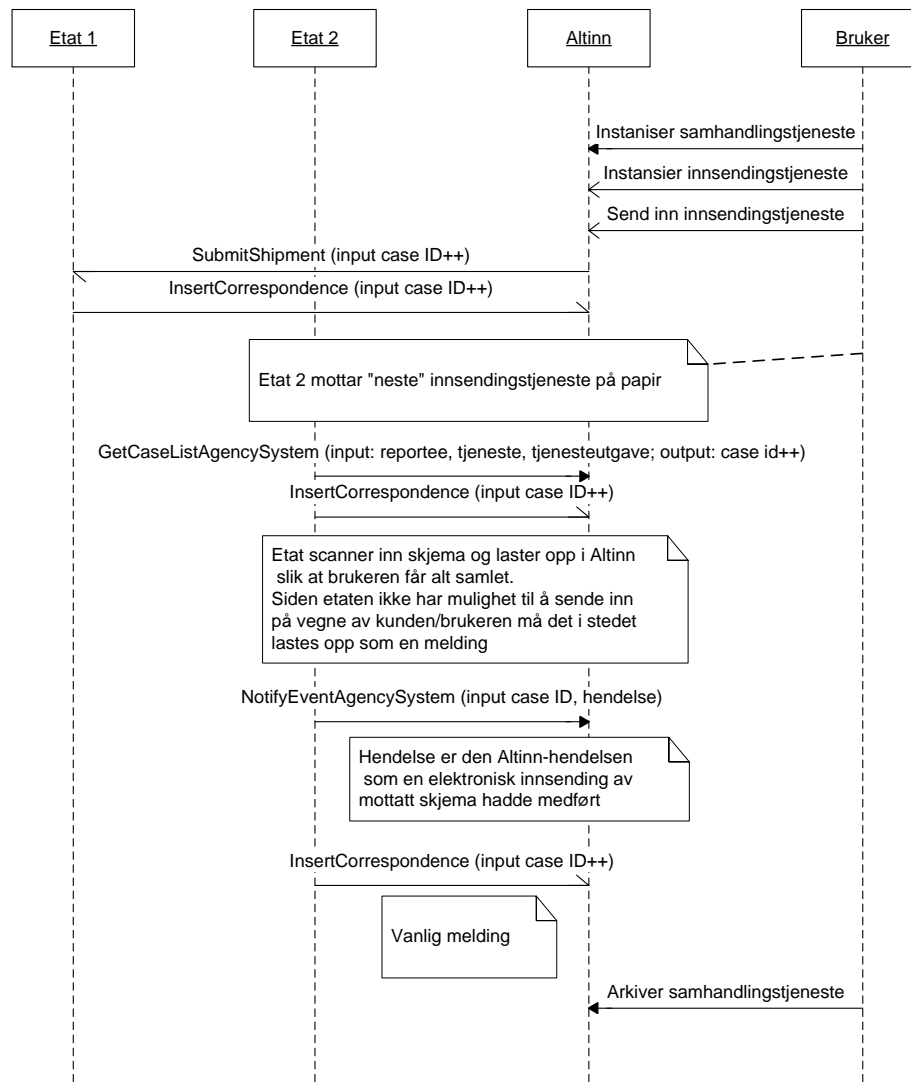 Etat 1
Etat 2
Altinn
Bruker
Instaniser samhandlingstjeneste
Instansier innsendingstjeneste
Send inn innsendingstjeneste
SubmitShipment (input case ID++)
InsertCorrespondence (input case ID++)
Etat 2 mottar "neste" innsendingstjeneste på papir
GetCaseListAgencySystem (input: reportee, tjeneste, tjenesteutgave; output: case id++)
InsertCorrespondence (input case ID++)
Etat scanner inn skjema og laster opp i Altinn
slik at brukeren får alt samlet.
Siden etaten ikke har mulighet til å sende inn
på vegne av kunden/brukeren må det i stedet
lastes opp som en melding
NotifyEventAgencySystem (input case ID, hendelse)
Hendelse er den Altinn-hendelsen
som en elektronisk innsending av
mottatt skjema hadde medført
InsertCorrespondence (input case ID++)
Vanlig melding
Arkiver samhandlingstjeneste